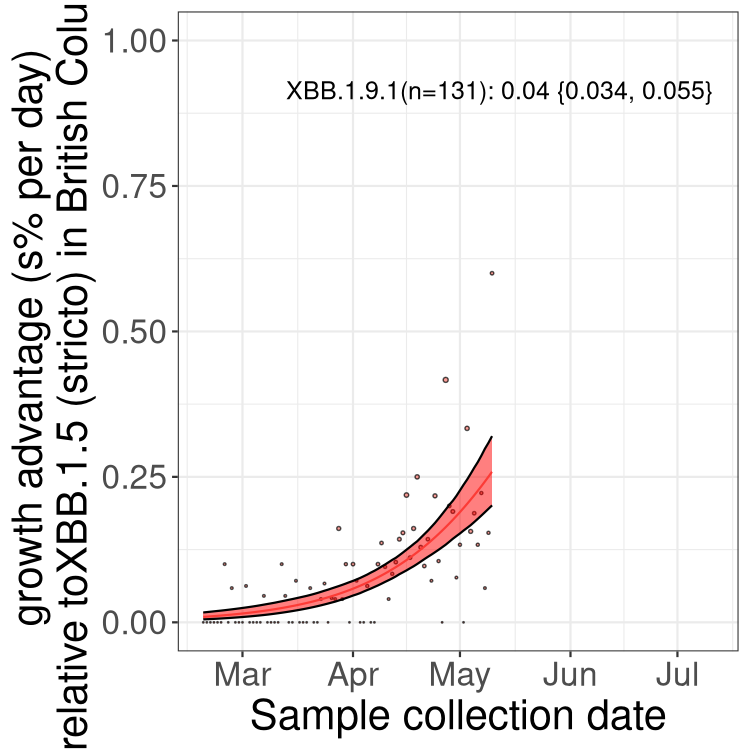 growth advantage (s% per day)
relative toXBB.1.5 (stricto) in British Colu
1.00
0.75
0.50
0.25
0.00
XBB.1.9.1(n=131): 0.04 {0.034, 0.055}
Mar Apr May Jun Jul
Sample collection date